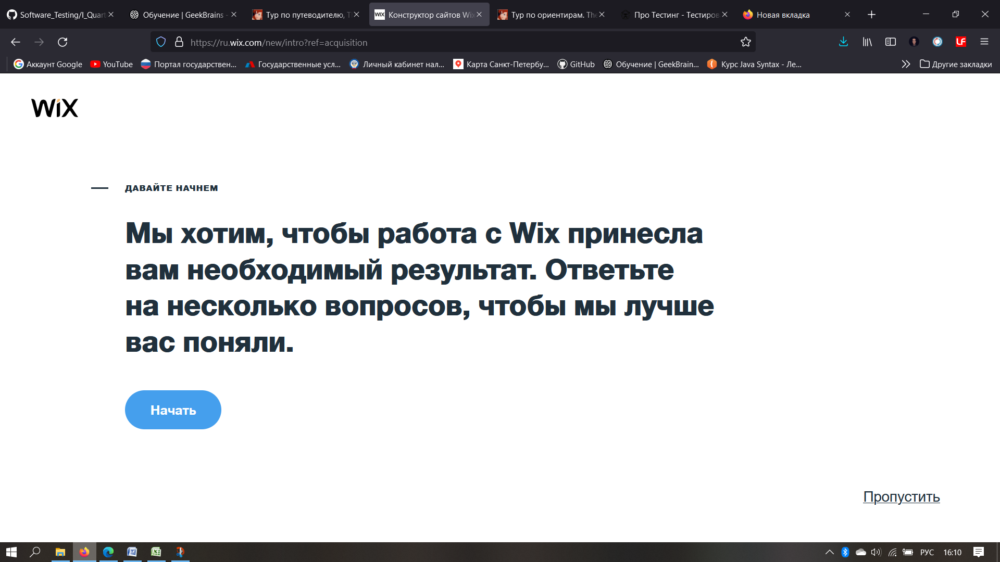 Software_Testing/I_Quart
Обучение | GeekBrains -
Тур по путеводителю, Th
Конструктор сайтов Wix
Тур по ориентирам. The
Про Тестинг - Тестиров
Новая вкладка
https://ru.wix.com/new/intro?ref=acquisition
Аккаунт Google
YouTube
Портал государствен...
Государственные усл...
Личный кабинет нал...
Карта Санкт-Петербу...
GitHub
Обучение | GeekBrain...
Курс Java Syntax - Ле...
Другие закладки
WiX
ДАВАЙТЕ НАЧНЕМ
Мы хотим, чтобы работа с Wix принесла
вам необходимый результат. Ответьте
на несколько вопросов, чтобы мы лучше
вас поняли.
Начать
Пропустить
РУС
16:10